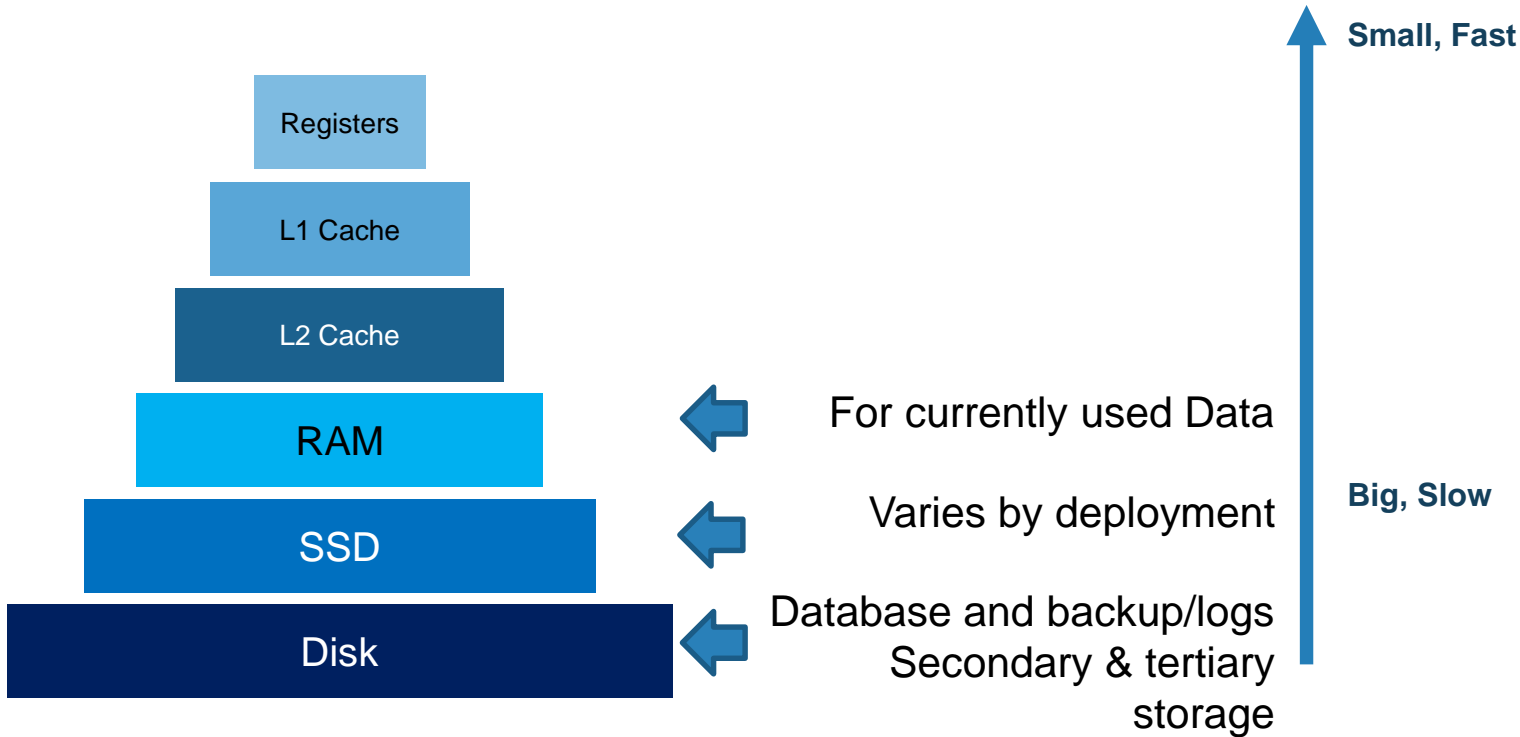 Small, Fast
Registers
L1 Cache
L2 Cache
RAM
For currently used Data
SSD
Varies by deployment
Big, Slow
Disk
Database and backup/logs
Secondary & tertiary
storage